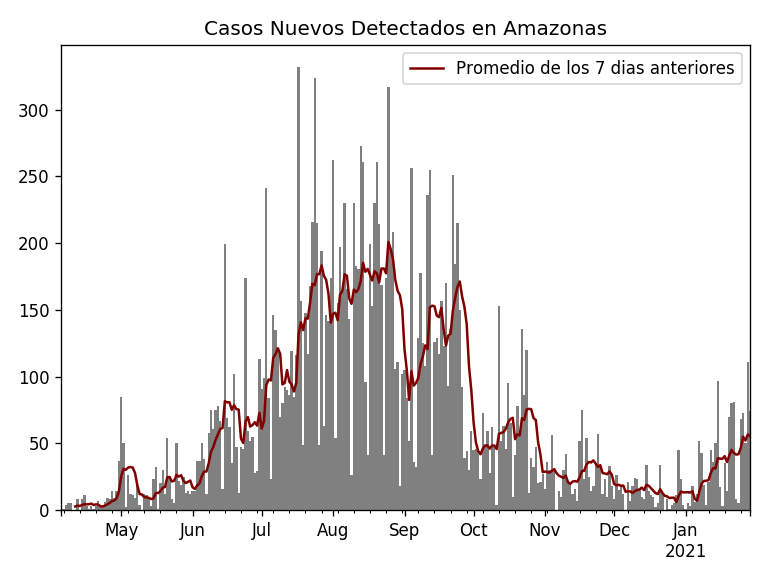 Casos Nuevos Detectados en Amazonas
Promedio de los 7 dias anteriores
300
250
200
150
100
50
0
May Jun Jul Aug Sep Oct Nov Dec Jan
2021